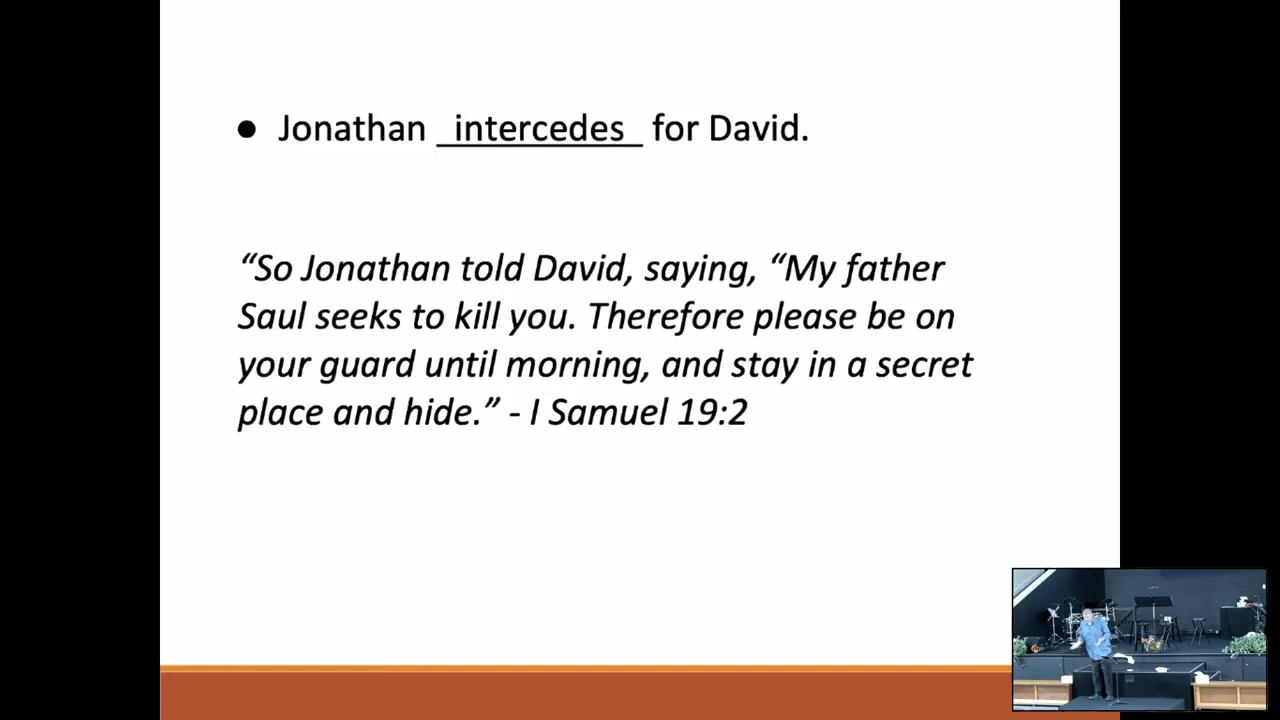 ● Jonathan _intercedes_ for David.
“So Jonathan told David, saying, “My father
Saul seeks to kill you. Therefore please be on
your guard until morning, and stay in a secret
place and hide.” - I Samuel 19:2